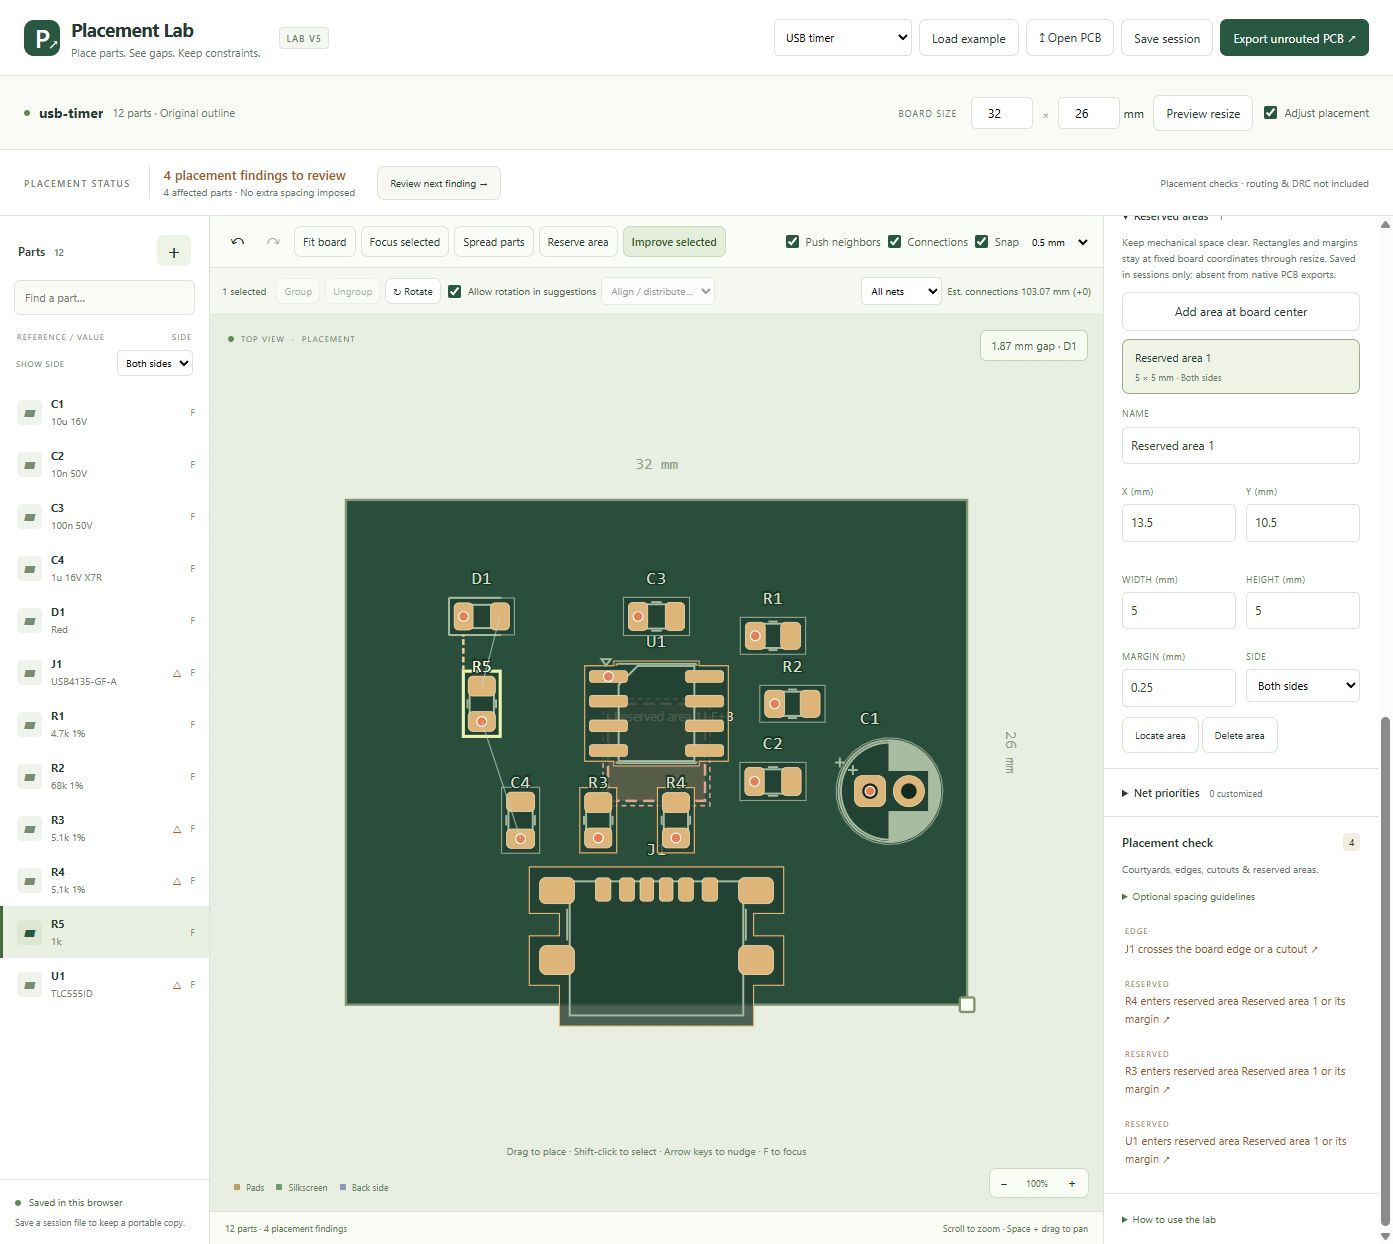 P↗
Placement Lab
Place parts. See gaps. Keep constraints.
LAB V5
USB timer
Load example
↥ Open PCB
Save session
Export unrouted PCB ↗
usb-timer
12 parts · Original outline
BOARD SIZE
32
×
26
mm
Preview resize
Adjust placement
PLACEMENT STATUS
4 placement findings to review
4 affected parts · No extra spacing imposed
Review next finding →
Placement checks · routing & DRC not included
Parts 12
+
Find a part...
REFERENCE / VALUE
SIDE
SHOW SIDE
Both sides
C1
10u 16V
F
C2
10n 50V
F
C3
100n 50V
F
C4
1u 16V X7R
F
D1
Red
F
J1
USB4135-GF-A
△ F
R1
4.7k 1%
F
R2
68k 1%
F
R3
5.1k 1%
△ F
R4
5.1k 1%
△ F
R5
1k
F
U1
TLC555ID
△ F
Saved in this browser
Save a session file to keep a portable copy.
Fit board
Focus selected
Spread parts
Reserve area
Improve selected
Push neighbors
Connections
Snap
0.5 mm
1 selected
Group
Ungroup
↻ Rotate
Allow rotation in suggestions
Align / distribute...
All nets
Est. connections 103.07 mm (+0)
TOP VIEW · PLACEMENT
1.87 mm gap · D1
32 mm
D1
C3
R1
U1
R5
R2
Reserved area 1
C1
C2
26 mm
C4
R3
R4
J1
Drag to place · Shift-click to select · Arrow keys to nudge · F to focus
Pads
Silkscreen
Back side
− 100% +
12 parts · 4 placement findings
Scroll to zoom · Space + drag to pan
Reserved areas 1
Keep mechanical space clear. Rectangles and margins
stay at fixed board coordinates through resize. Saved
in sessions only; absent from native PCB exports.
Add area at board center
Reserved area 1
5 × 5 mm · Both sides
NAME
Reserved area 1
X (mm)
Y (mm)
13.5
10.5
WIDTH (mm)
HEIGHT (mm)
5
5
MARGIN (mm)
SIDE
0.25
Both sides
Locate area
Delete area
Net priorities 0 customized
Placement check
4
Courtyards, edges, cutouts & reserved areas.
Optional spacing guidelines
EDGE
J1 crosses the board edge or a cutout ↗
RESERVED
R4 enters reserved area Reserved area 1 or its
margin ↗
RESERVED
R3 enters reserved area Reserved area 1 or its
margin ↗
RESERVED
U1 enters reserved area Reserved area 1 or its
margin ↗
How to use the lab